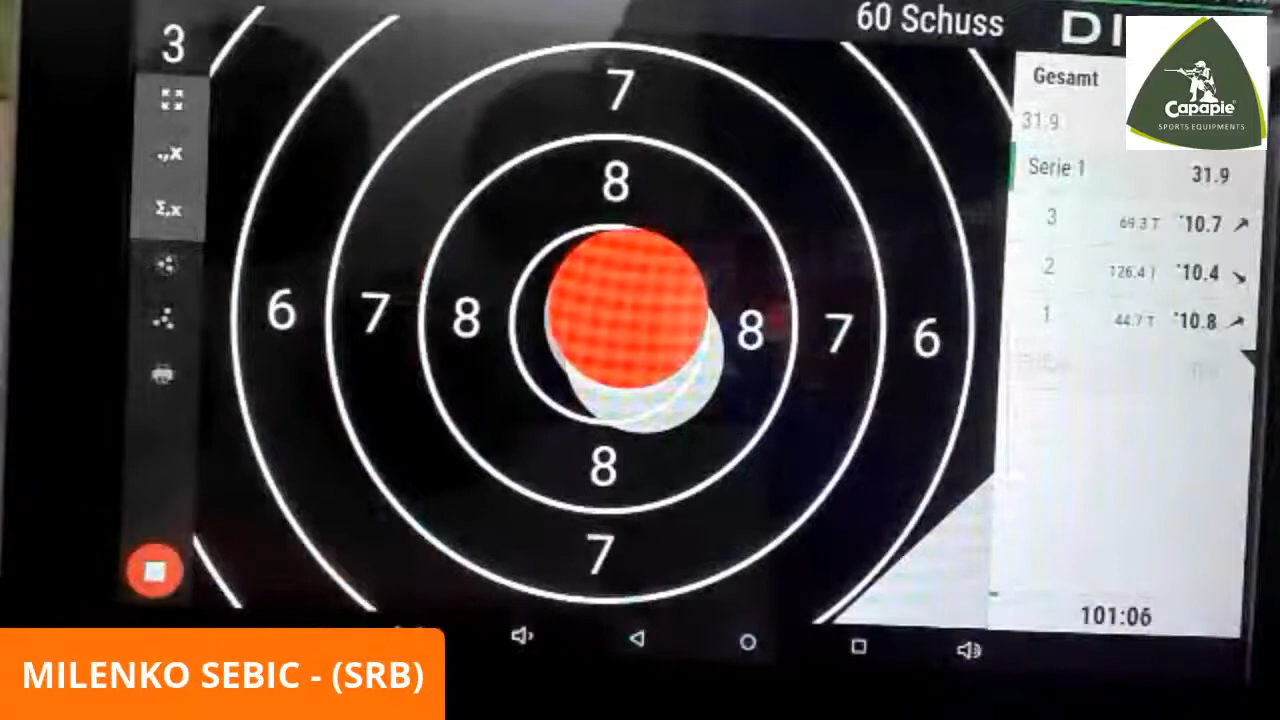 3
60 Schuss
DI
Capapie
SPORTS EQUIPMENTS
Gesamt
31.9
Serie 1 31.9
3 69.3 T *10.7
2 126.4 *10.4
1 44.7 T *10.8
101:06
.,x
Σ,x
7
8
6 7 8 8 7 6
8
7
MILENKO SEBIC - (SRB)